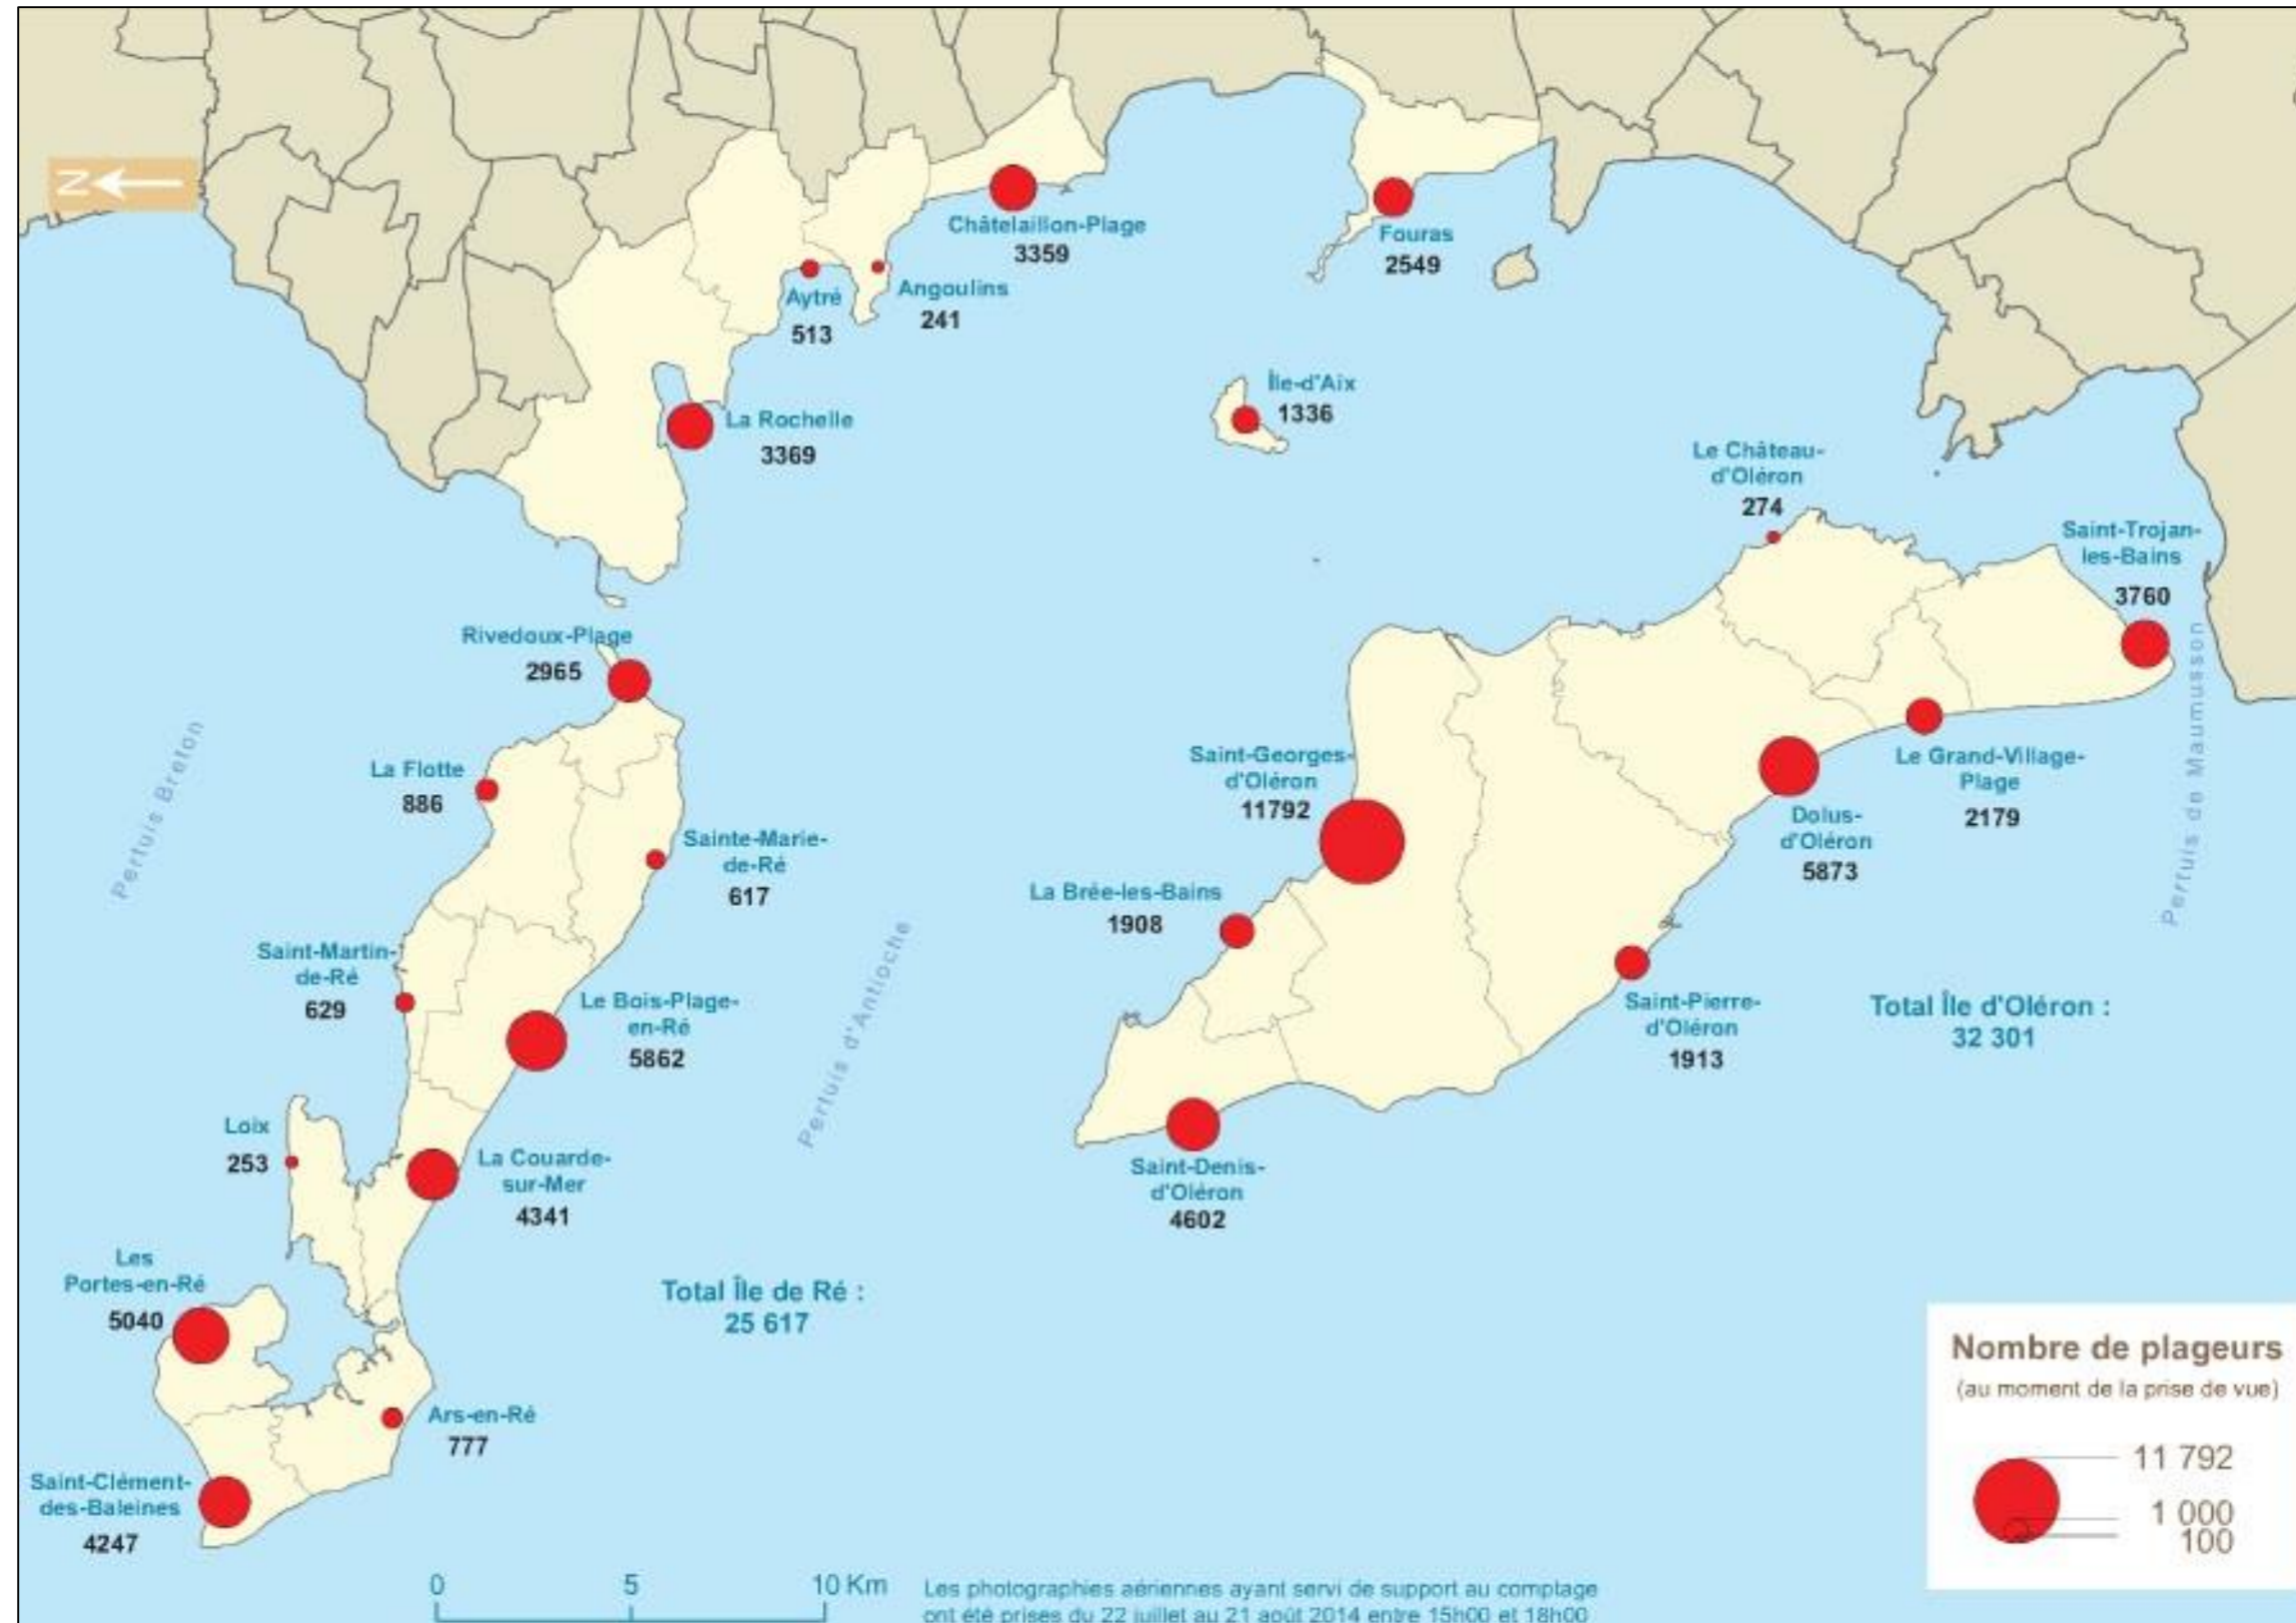 N
Châtelaillon-Plage
3359
Fouras
2549
Aytré
513
Angoulins
241
La Rochelle
3369
Île-d'Aix
1336
Le Château-
d'Oléron
274
Saint-Trojan-
les-Bains
3760
Rivedoux-Plage
2965
La Flotte
886
Sainte-Marie-
de-Ré
617
Saint-Martin-
de-Ré
629
Le Bois-Plage-
en-Ré
5862
Loix
253
La Couarde-
sur-Mer
4341
Les
Portes-en-Ré
5040
Ars-en-Ré
777
Saint-Clément-
des-Baleines
4247
Pertuis Breton
Pertuis d'Antioche
Total Île de Ré :
25 617
Saint-Georges-
d'Oléron
11792
La Brée-les-Bains
1908
Saint-Denis-
d'Oléron
4602
Saint-Pierre-
d'Oléron
1913
Dolus-
d'Oléron
5873
Le Grand-Village-
Plage
2179
Pertuis de Maumusson
Total Île d'Oléron :
32 301
Nombre de plageurs
(au moment de la prise de vue)
11 792
1 000
100
0 5 10 Km
Les photographies aériennes ayant servi de support au comptage
ont été prises du 22 juillet au 21 août 2014 entre 15h00 et 18h00